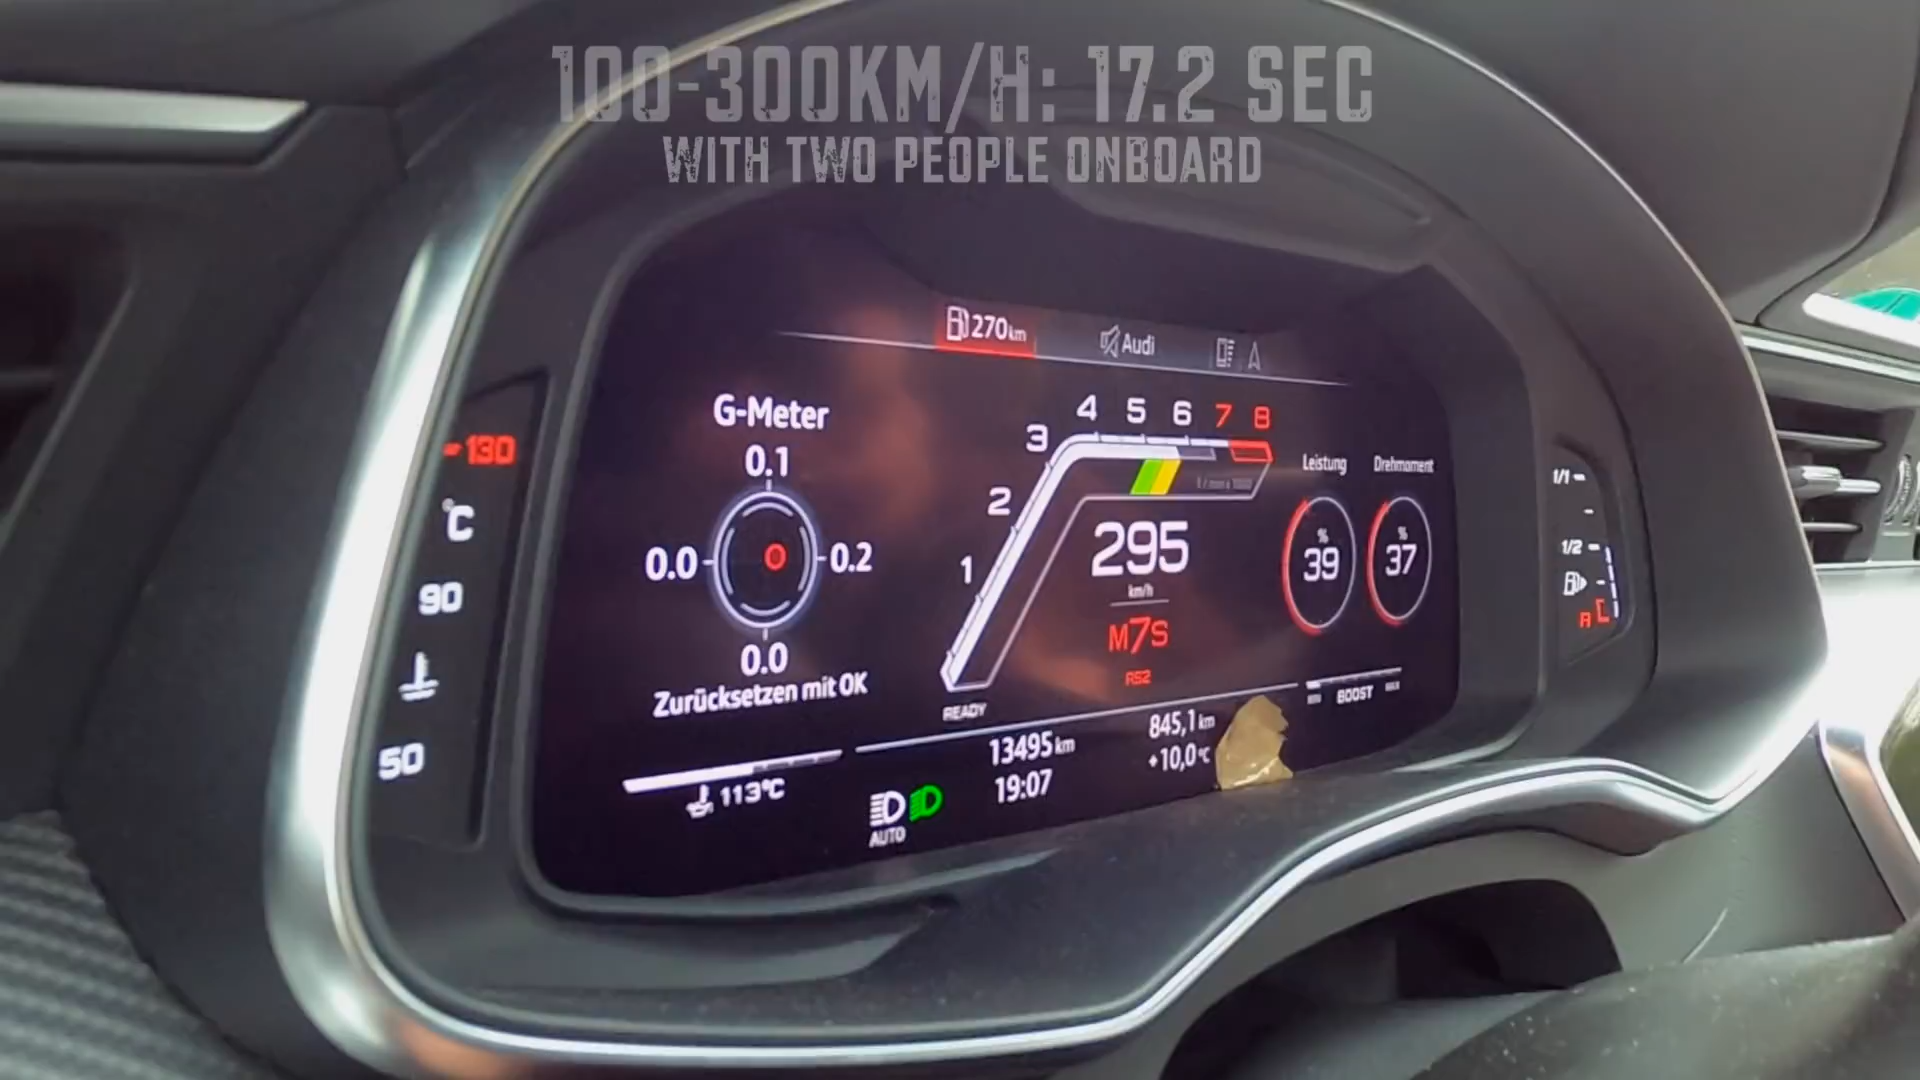 100-300KM/H: 17.2 SEC
WITH TWO PEOPLE ONBOARD
270 km
Audi
G-Meter
0.1
0.0
0.2
0.0
Zurücksetzen mit OK
130
°C
90
50
113°C
1 2 3 4 5 6 7 8
295
km/h
M7S
RS2
READY
Leistung
Drehmoment
%
39
%
37
BOOST
13495 km
845,1 km
19:07
+10,0°C
AUTO
1/1
1/2
R